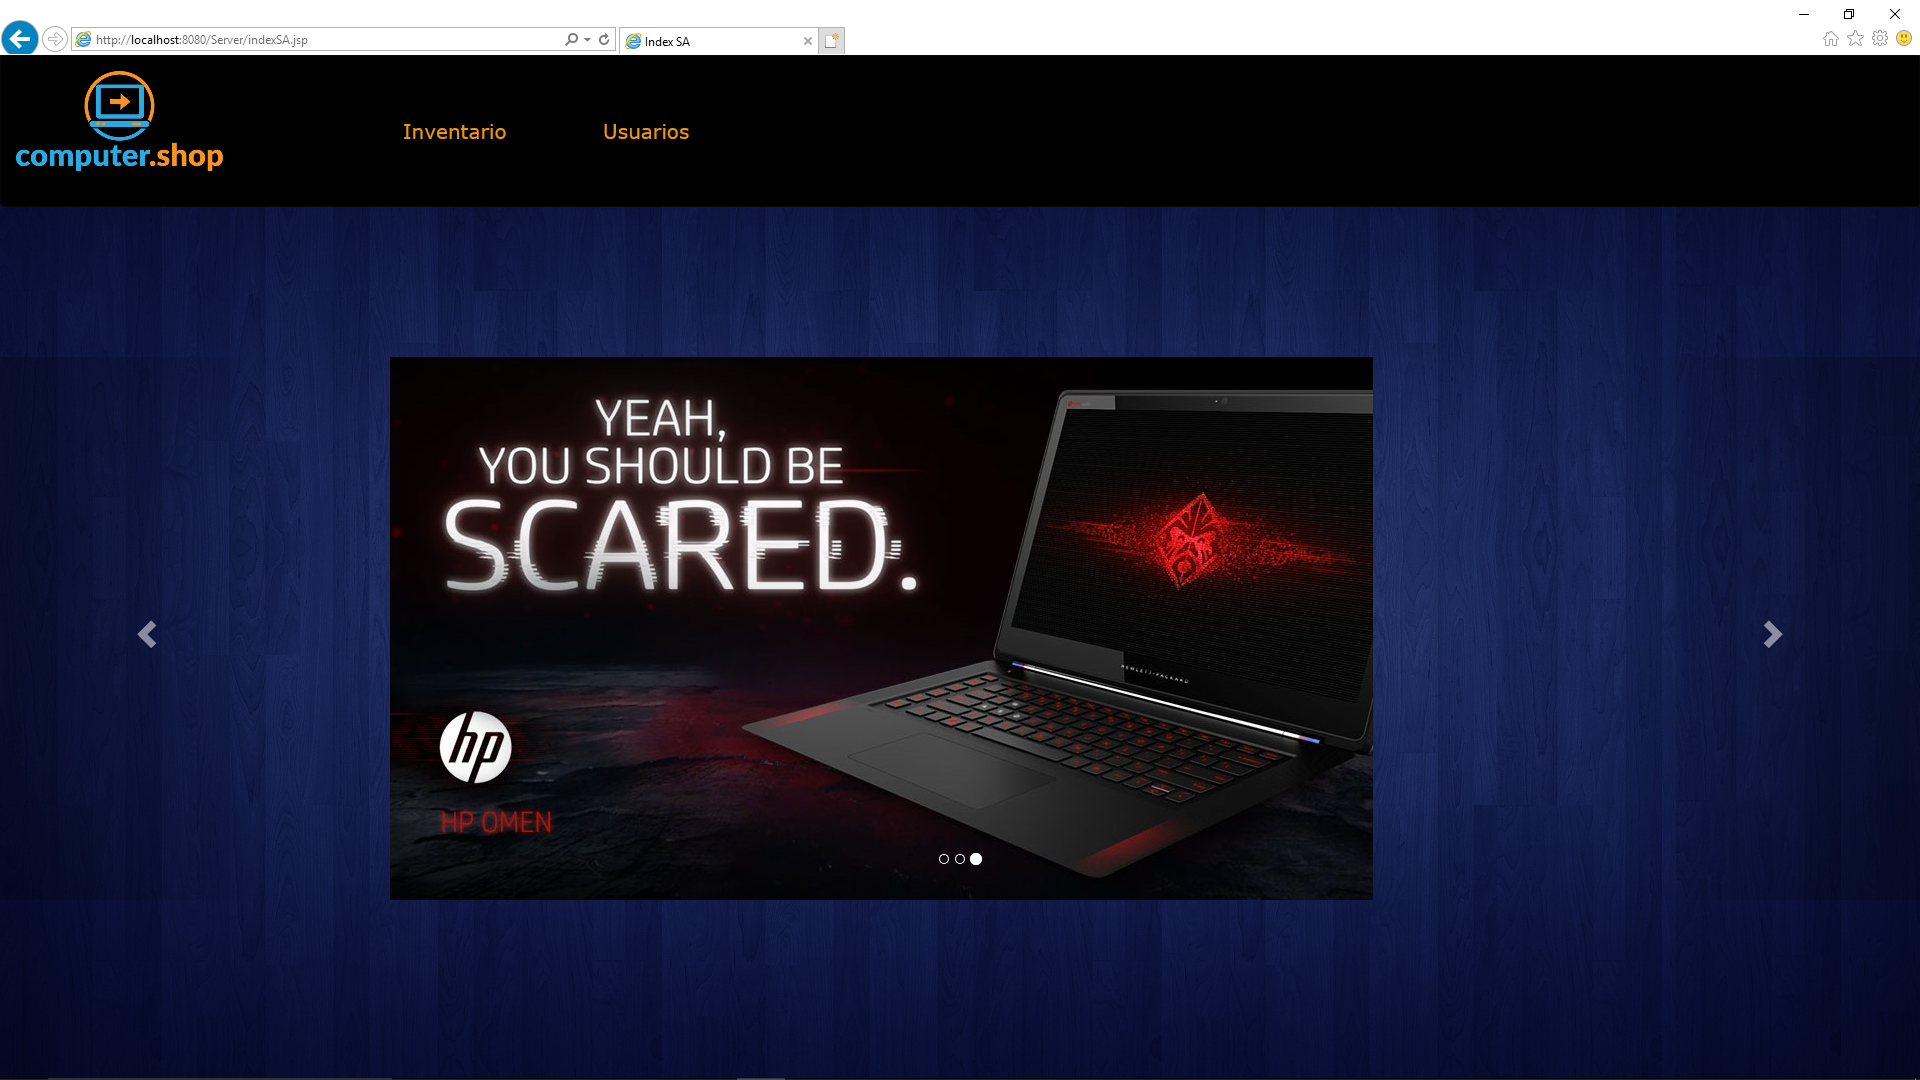 http://localhost:8080/Server/indexSA.jsp
Index SA
computer.shop
Inventario
Usuarios
YEAH,
YOU SHOULD BE
SCARED.
HEWLETT-PACKARD
hp
HP OMEN